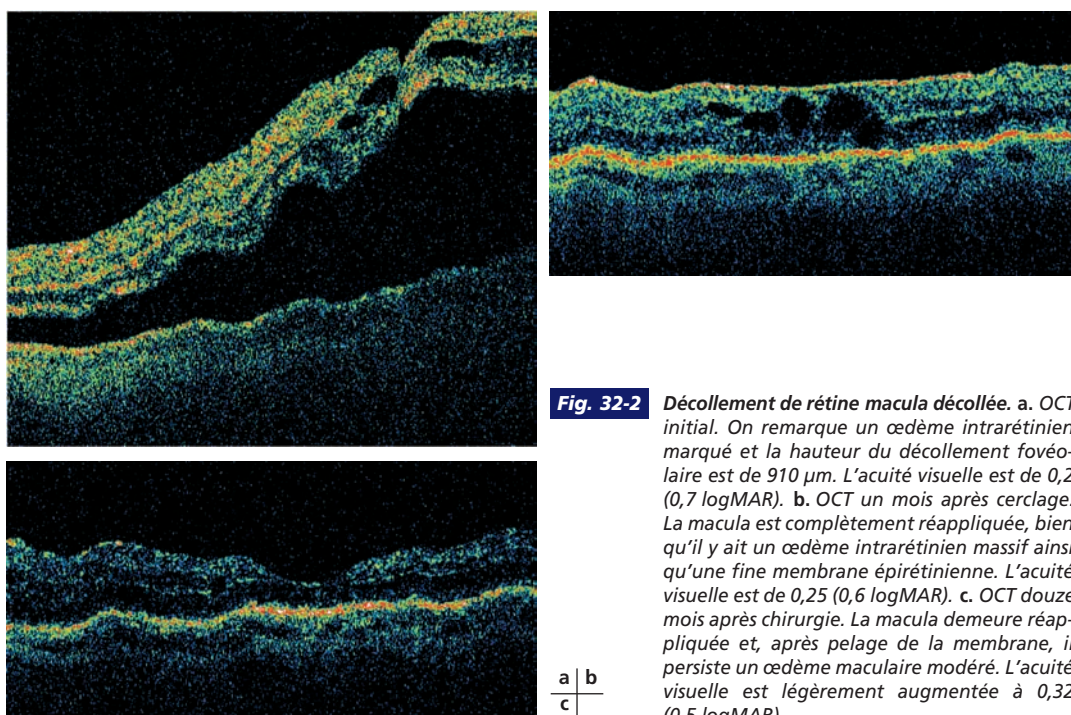 Fig. 32-2 Décollement de rétine macula décollée. a. OCT
initial. On remarque un œdème intrarétinien
marqué et la hauteur du décollement fovéo-
laire est de 910 µm. L'acuité visuelle est de 0,2
(0,7 logMAR). b. OCT un mois après cerclage.
La macula est complètement réappliquée, bien
qu'il y ait un œdème intrarétinien massif ainsi
qu'une fine membrane épirétinienne. L'acuité
visuelle est de 0,25 (0,6 logMAR). c. OCT douze
mois après chirurgie. La macula demeure réap-
pliquée et, après pelage de la membrane, il
persiste un œdème maculaire modéré. L'acuité
visuelle est légèrement augmentée à 0,32
(0,5 logMAR).
a b
c